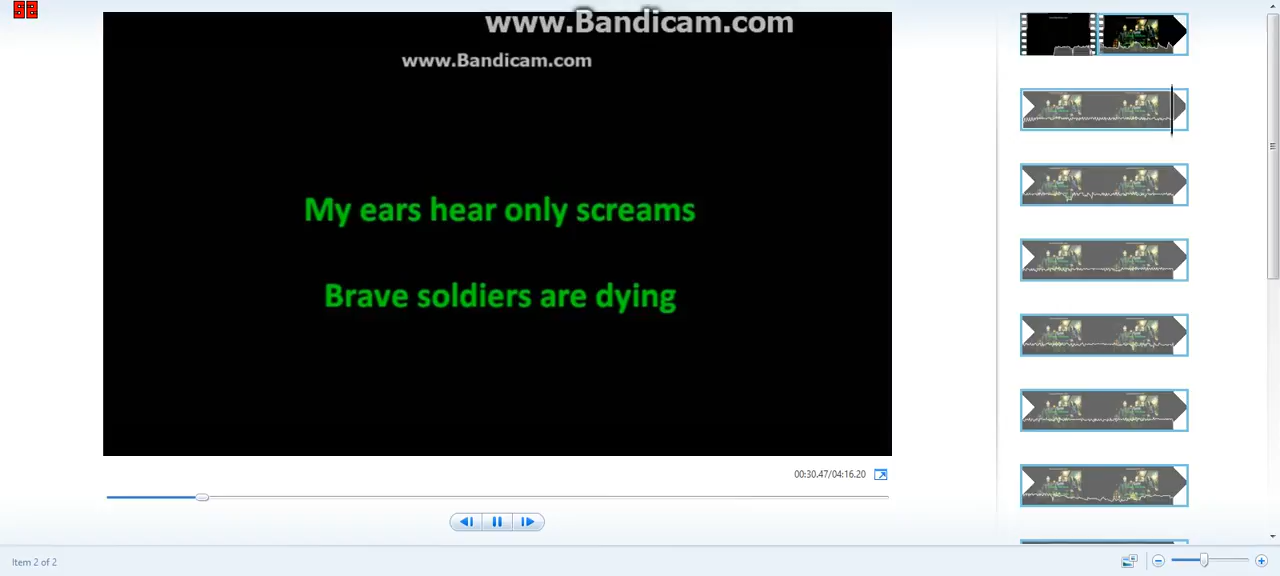 92
www.Bandicam.com
www.Bandicam.com
My ears hear only screams
Brave soldiers are dying
00:30.47/04:16.20
Item 2 of 2